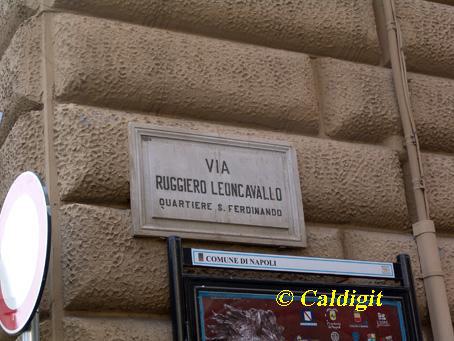 VIA
RUGGIERO LEONCAVALLO
QUARTIERE S. FERDINANDO
COMUNE DI NAPOLI
© Caldigit